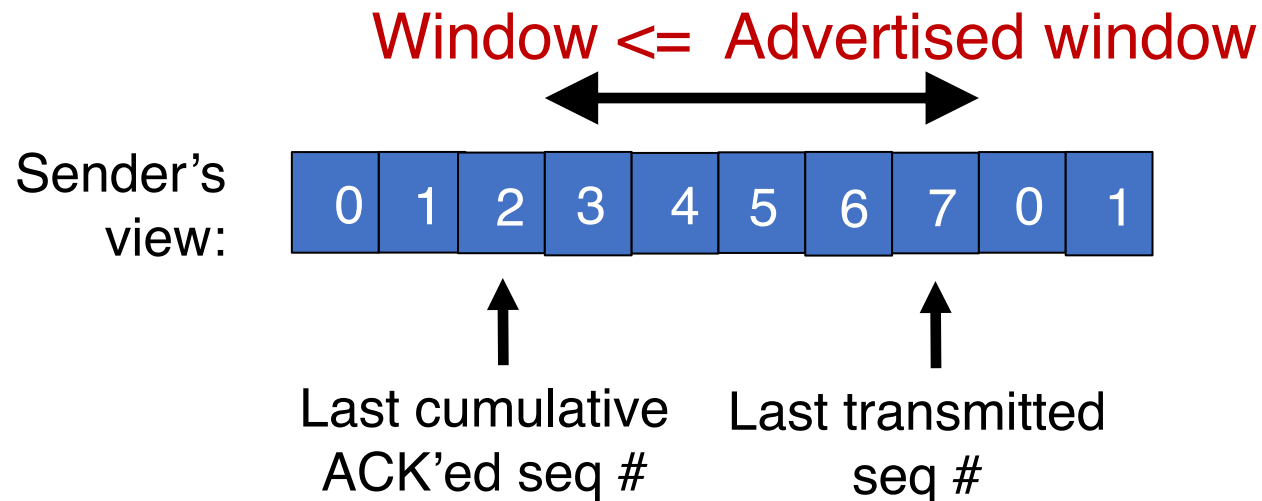 Window <= Advertised window
Sender's
view:
0 1 2 3 4 5 6 7 0 1
Last cumulative
ACK'ed seq #
Last transmitted
seq #